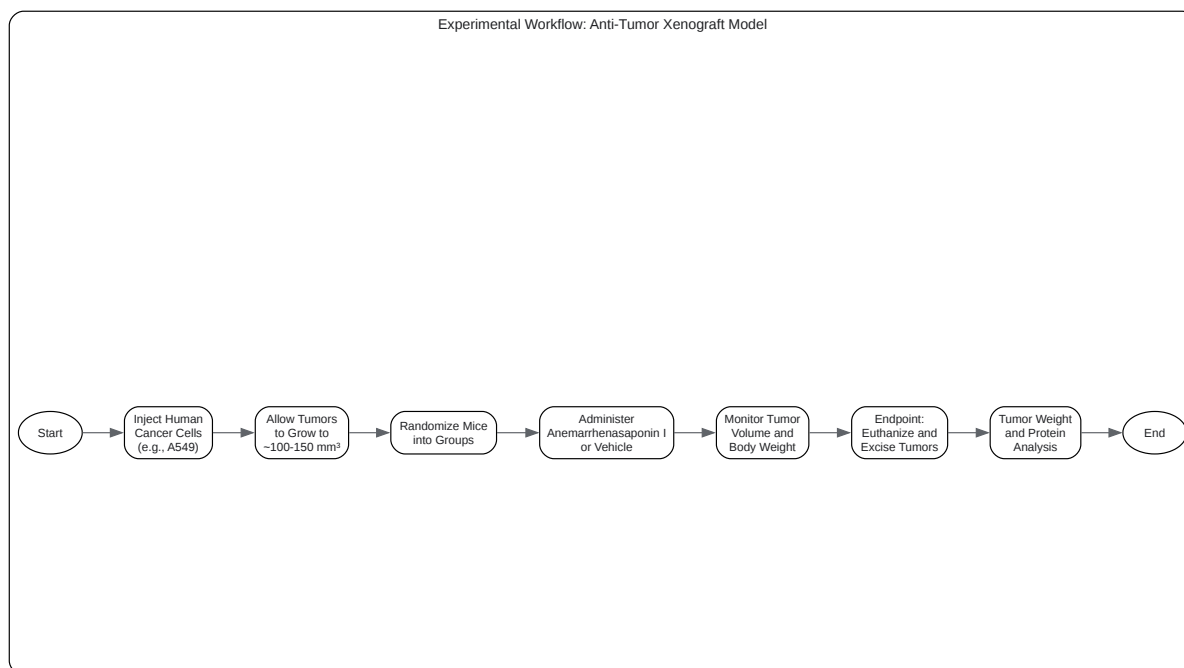 Experimental Workflow: Anti-Tumor Xenograft Model
Start
Inject Human
Cancer Cells
(e.g., A549)
Allow Tumors
to Grow to
~100-150 mm³
Randomize Mice
into Groups
Administer
Anemarrhenasaponin I
or Vehicle
Monitor Tumor
Volume and
Body Weight
Endpoint:
Euthanize and
Excise Tumors
Tumor Weight
and Protein
Analysis
End